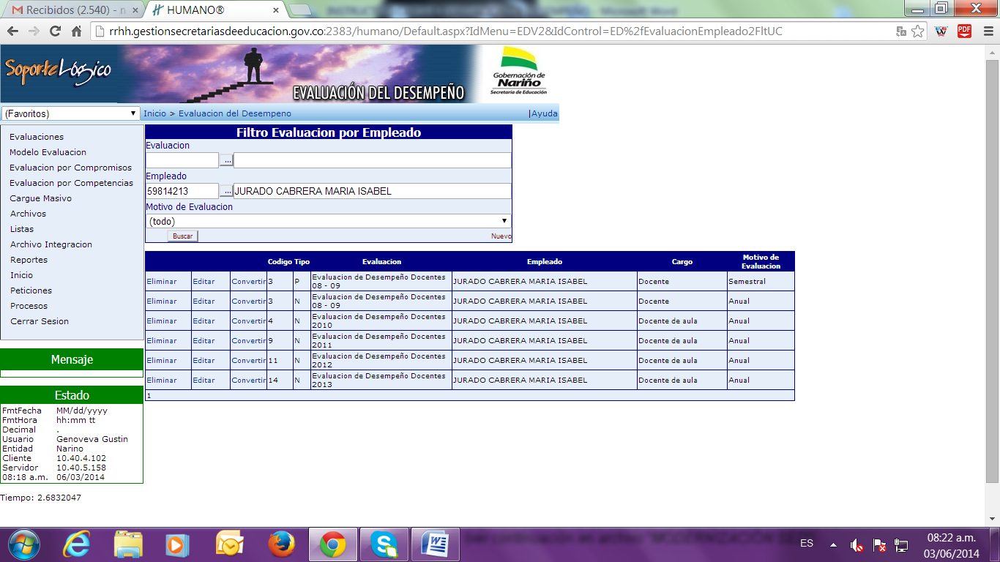 Recibidos (2.540) - n
HUMANO®
rrhh.gestionsecretariasdeeducacion.gov.co:2383/humano/Default.aspx?IdMenu=EDV2&IdControl=ED%2fEvaluacionEmpleado2FltUC
PDF
Soporte Lógico
EVALUACIÓN DEL DESEMPEÑO
Gobernación de
Nariño
Secretaría de Educación
(Favoritos)
Inicio > Evaluacion del Desempeno
|Ayuda
Evaluaciones
Modelo Evaluacion
Evaluacion por Compromisos
Evaluacion por Competencias
Cargue Masivo
Archivos
Listas
Archivo Integracion
Reportes
Inicio
Peticiones
Procesos
Cerrar Sesion
Mensaje
Estado
FmtFecha MM/dd/yyyy
FmtHora hh:mm tt
Decimal .
Usuario Genoveva Gustin
Entidad Narino
Cliente 10.40.4.102
Servidor 10.40.5.158
08:18 a.m. 06/03/2014
Tiempo: 2.6832047
Filtro Evaluacion por Empleado
Evaluacion
...
Empleado
59814213 ... JURADO CABRERA MARIA ISABEL
Motivo de Evaluacion
(todo)
Buscar Nuevo
Codigo Tipo Evaluacion Empleado Cargo Motivo de Evaluacion
Eliminar Editar Convertir 3 P Evaluacion de Desempeño Docentes 08 - 09 JURADO CABRERA MARIA ISABEL Docente Semestral
Eliminar Editar Convertir 3 N Evaluacion de Desempeño Docentes 08 - 09 JURADO CABRERA MARIA ISABEL Docente Anual
Eliminar Editar Convertir 4 N Evaluacion de Desempeño Docentes 2010 JURADO CABRERA MARIA ISABEL Docente de aula Anual
Eliminar Editar Convertir 9 N Evaluacion de Desempeño Docentes 2011 JURADO CABRERA MARIA ISABEL Docente de aula Anual
Eliminar Editar Convertir 11 N Evaluacion de Desempeño Docentes 2012 JURADO CABRERA MARIA ISABEL Docente de aula Anual
Eliminar Editar Convertir 14 N Evaluacion de Desempeño Docentes 2013 JURADO CABRERA MARIA ISABEL Docente de aula Anual
1
ES
08:22 a.m.
03/06/2014